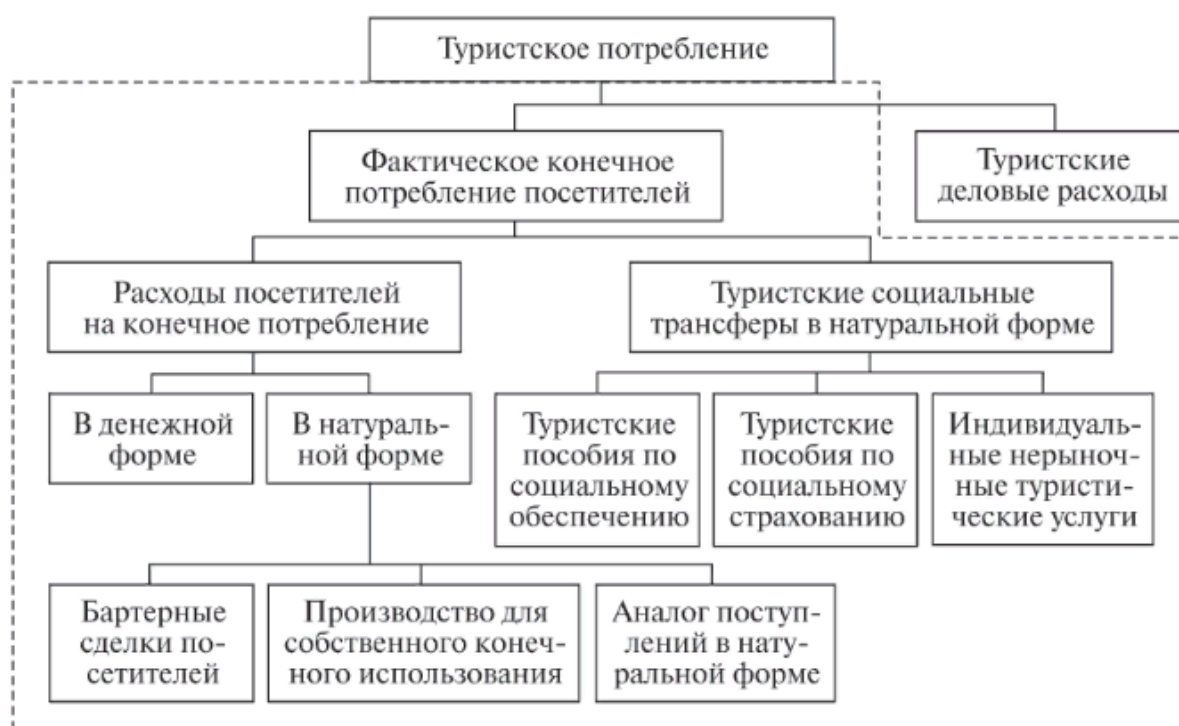 Туристское потребление
Фактическое конечное
потребление посетителей
Туристские
деловые расходы
Расходы посетителей
на конечное потребление
Туристские социальные
трансферы в натуральной форме
В денежной
форме
В натураль-
ной форме
Туристские
пособия по
социальному
обеспечению
Туристские
пособия по
социальному
страхованию
Индивидуаль-
ные нерыноч-
ные туристи-
ческие услуги
Бартерные
сделки по-
сетителей
Производство для
собственного конеч-
ного использования
Аналог поступ-
лений в нату-
ральной форме